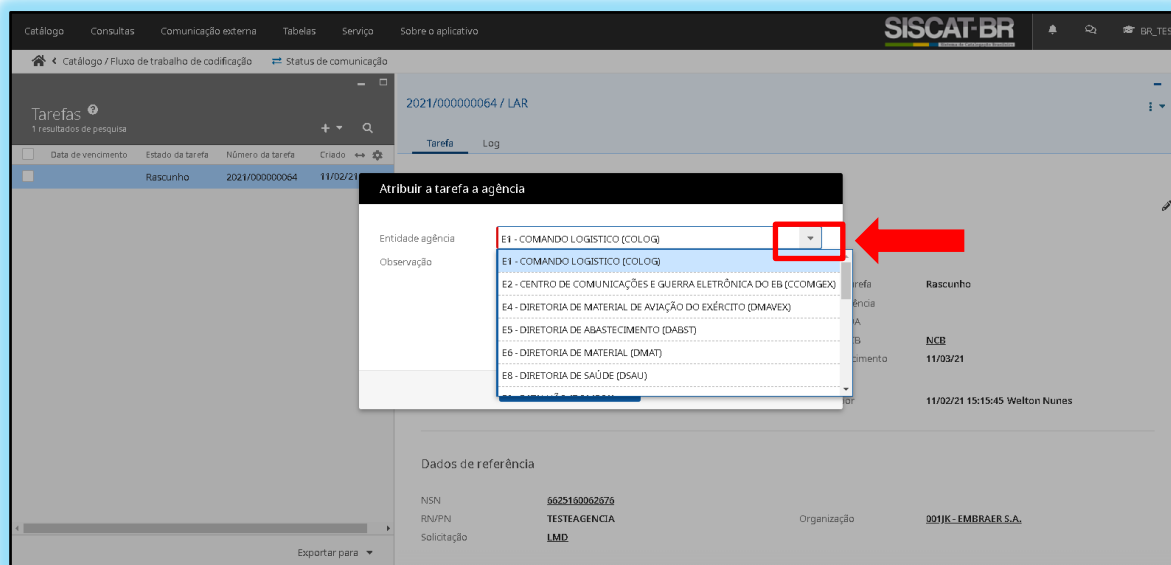 Catálogo Consultas Comunicação externa Tabelas Serviço Sobre o aplicativo SISCAT-BR BR_TES
Catálogo / Fluxo de trabalho de codificação Status de comunicação
Tarefas
1 resultados de pesquisa
Data de vencimento Estado da tarefa Número da tarefa Criado
Rascunho 2021/000000064 11/02/21
2021/000000064 / LAR
Tarefa Log
Atribuir a tarefa a agência
Entidade agência E1 - COMANDO LOGISTICO (COLOG)
Observação
E1 - COMANDO LOGISTICO (COLOG)
E2 - CENTRO DE COMUNICAÇÕES E GUERRA ELETRÔNICA DO EB (CCOMGEX)
E4 - DIRETORIA DE MATERIAL DE AVIAÇÃO DO EXÉRCITO (DMAVEX)
E5 - DIRETORIA DE ABASTECIMENTO (DABST)
E6 - DIRETORIA DE MATERIAL (DMAT)
E8 - DIRETORIA DE SAÚDE (DSAU)
Rascunho
NCB
11/03/21
11/02/21 15:15:45 Welton Nunes
Dados de referência
NSN 6625160062676
RN/PN TESTEAGENCIA Organização 001JK - EMBRAER S.A.
Solicitação LMD
Exportar para